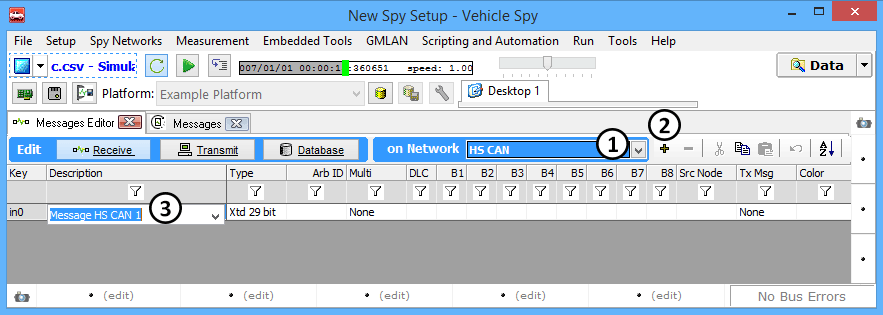 New Spy Setup - Vehicle Spy
File Setup Spy Networks Measurement Embedded Tools GMLAN Scripting and Automation Run Tools Help
c.csv - Simula 007/01/01 00:00:1 :360651 speed: 1.00 Data
Platform: Example Platform Desktop 1
Messages Editor Messages
Edit Receive Transmit Database on Network HS CAN 1 2
Key Description Type Arb ID Multi DLC B1 B2 B3 B4 B5 B6 B7 B8 Src Node Tx Msg Color
in0 Message HS CAN 1 3 Xtd 29 bit None None
(edit) (edit) (edit) (edit) (edit) (edit) No Bus Errors